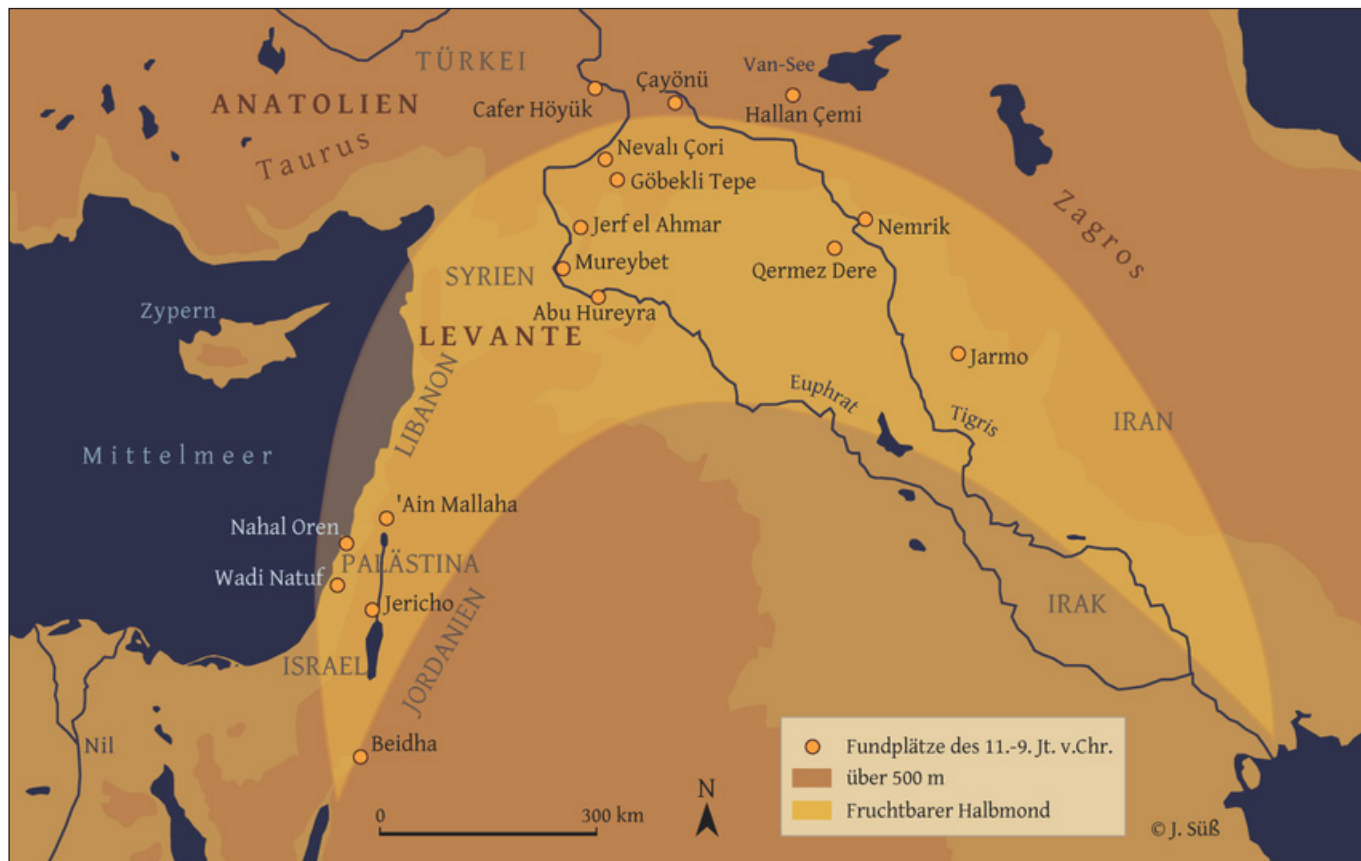 TÜRKEI
Van-See
Çayönü
ANATOLIEN
Cafer Höyük
Hallan Çemi
Taurus
Nevalı Çori
Göbekli Tepe
Zagros
Jerf el Ahmar
Nemrik
Mureybet
Qermez Dere
SYRIEN
Zypern
Abu Hureyra
LEVANTE
Jarmo
Euphrat
LIBANON
Tigris
IRAN
Mittelmeer
'Ain Mallaha
Nahal Oren
PALÄSTINA
Wadi Natuf
Jericho
IRAK
ISRAEL
JORDANIEN
Nil
Beidha
Fundplätze des 11.-9. Jt. v.Chr.
über 500 m
Fruchtbarer Halbmond
N
0 300 km
© J. Süß